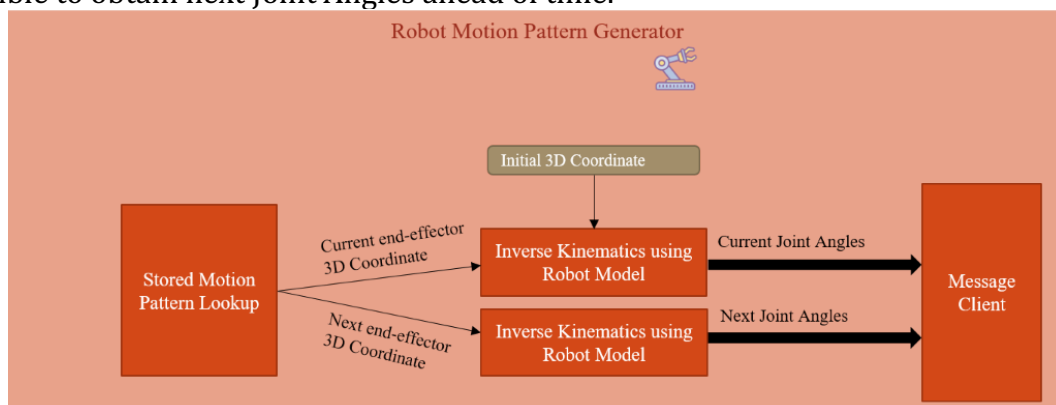 to obtain next Joint Angles ahead of time.
Robot Motion Pattern Generator
Initial 3D Coordinate
Current end-effector
3D Coordinate
Inverse Kinematics using
Robot Model
Current Joint Angles
Stored Motion
Pattern Lookup
Next end-effector
3D Coordinate
Inverse Kinematics using
Robot Model
Next Joint Angles
Message
Client